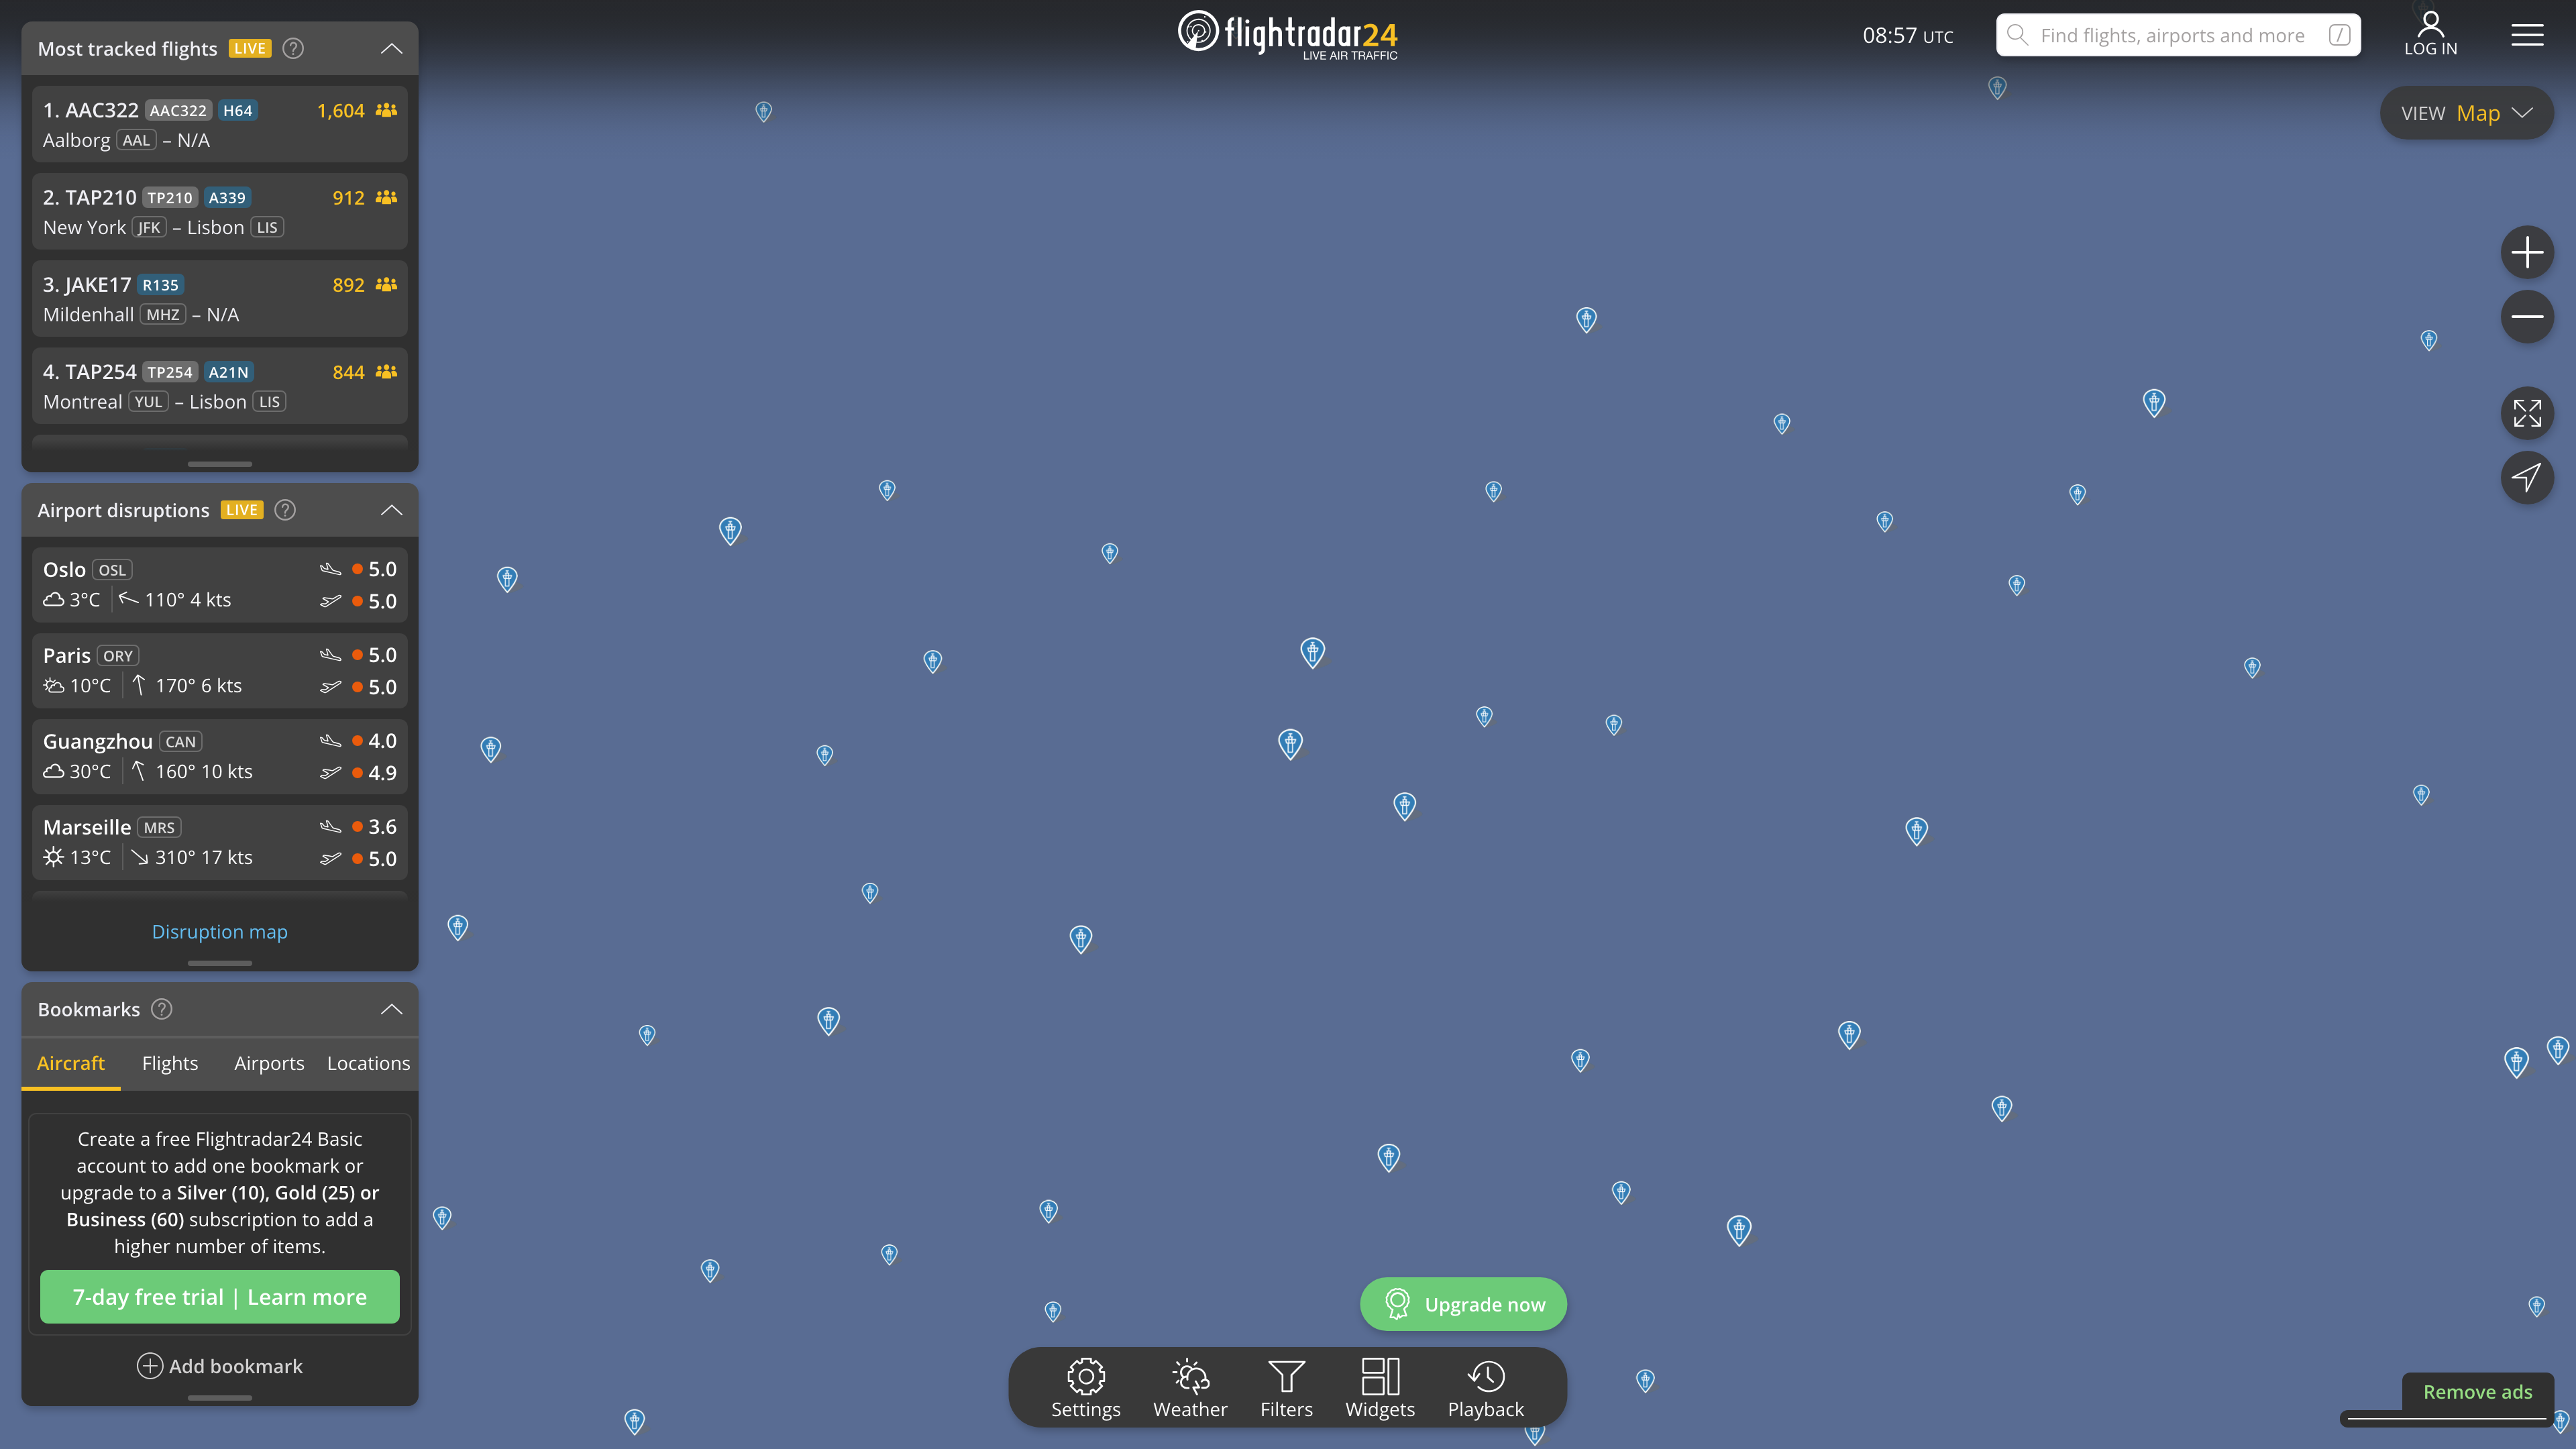 flightradar24
LIVE AIR TRAFFIC
08:57 UTC
Find flights, airports and more /
LOG IN
VIEW Map
Most tracked flights LIVE ?
1. AAC322 AAC322 H64 1,604
Aalborg AAL – N/A
2. TAP210 TP210 A339 912
New York JFK – Lisbon LIS
3. JAKE17 R135 892
Mildenhall MHZ – N/A
4. TAP254 TP254 A21N 844
Montreal YUL – Lisbon LIS
Airport disruptions LIVE ?
Oslo OSL 5.0
3°C 110° 4 kts 5.0
Paris ORY 5.0
10°C 170° 6 kts 5.0
Guangzhou CAN 4.0
30°C 160° 10 kts 4.9
Marseille MRS 3.6
13°C 310° 17 kts 5.0
Disruption map
Bookmarks ?
Aircraft Flights Airports Locations
Create a free Flightradar24 Basic
account to add one bookmark or
upgrade to a Silver (10), Gold (25) or
Business (60) subscription to add a
higher number of items.
7-day free trial | Learn more
Add bookmark
Upgrade now
Settings Weather Filters Widgets Playback
Remove ads